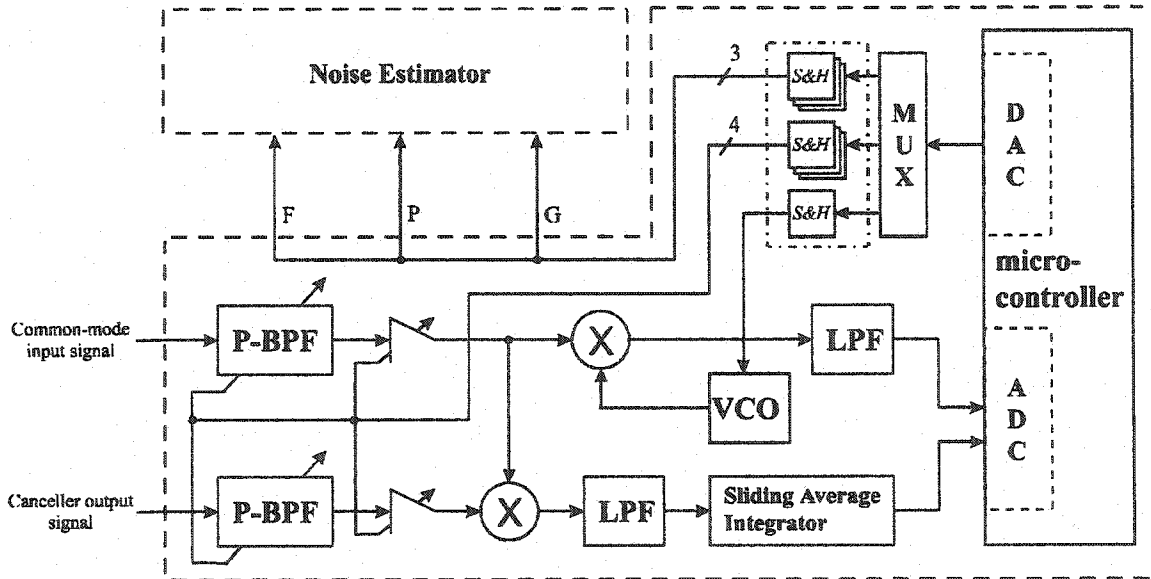 Noise Estimator
3
S&H
4
S&H
S&H
M
U
X
D
A
C
F
P
G
micro-
controller
Common-mode
input signal
P-BPF
X
LPF
VCO
A
D
C
Canceller output
signal
P-BPF
X
LPF
Sliding Average
Integrator